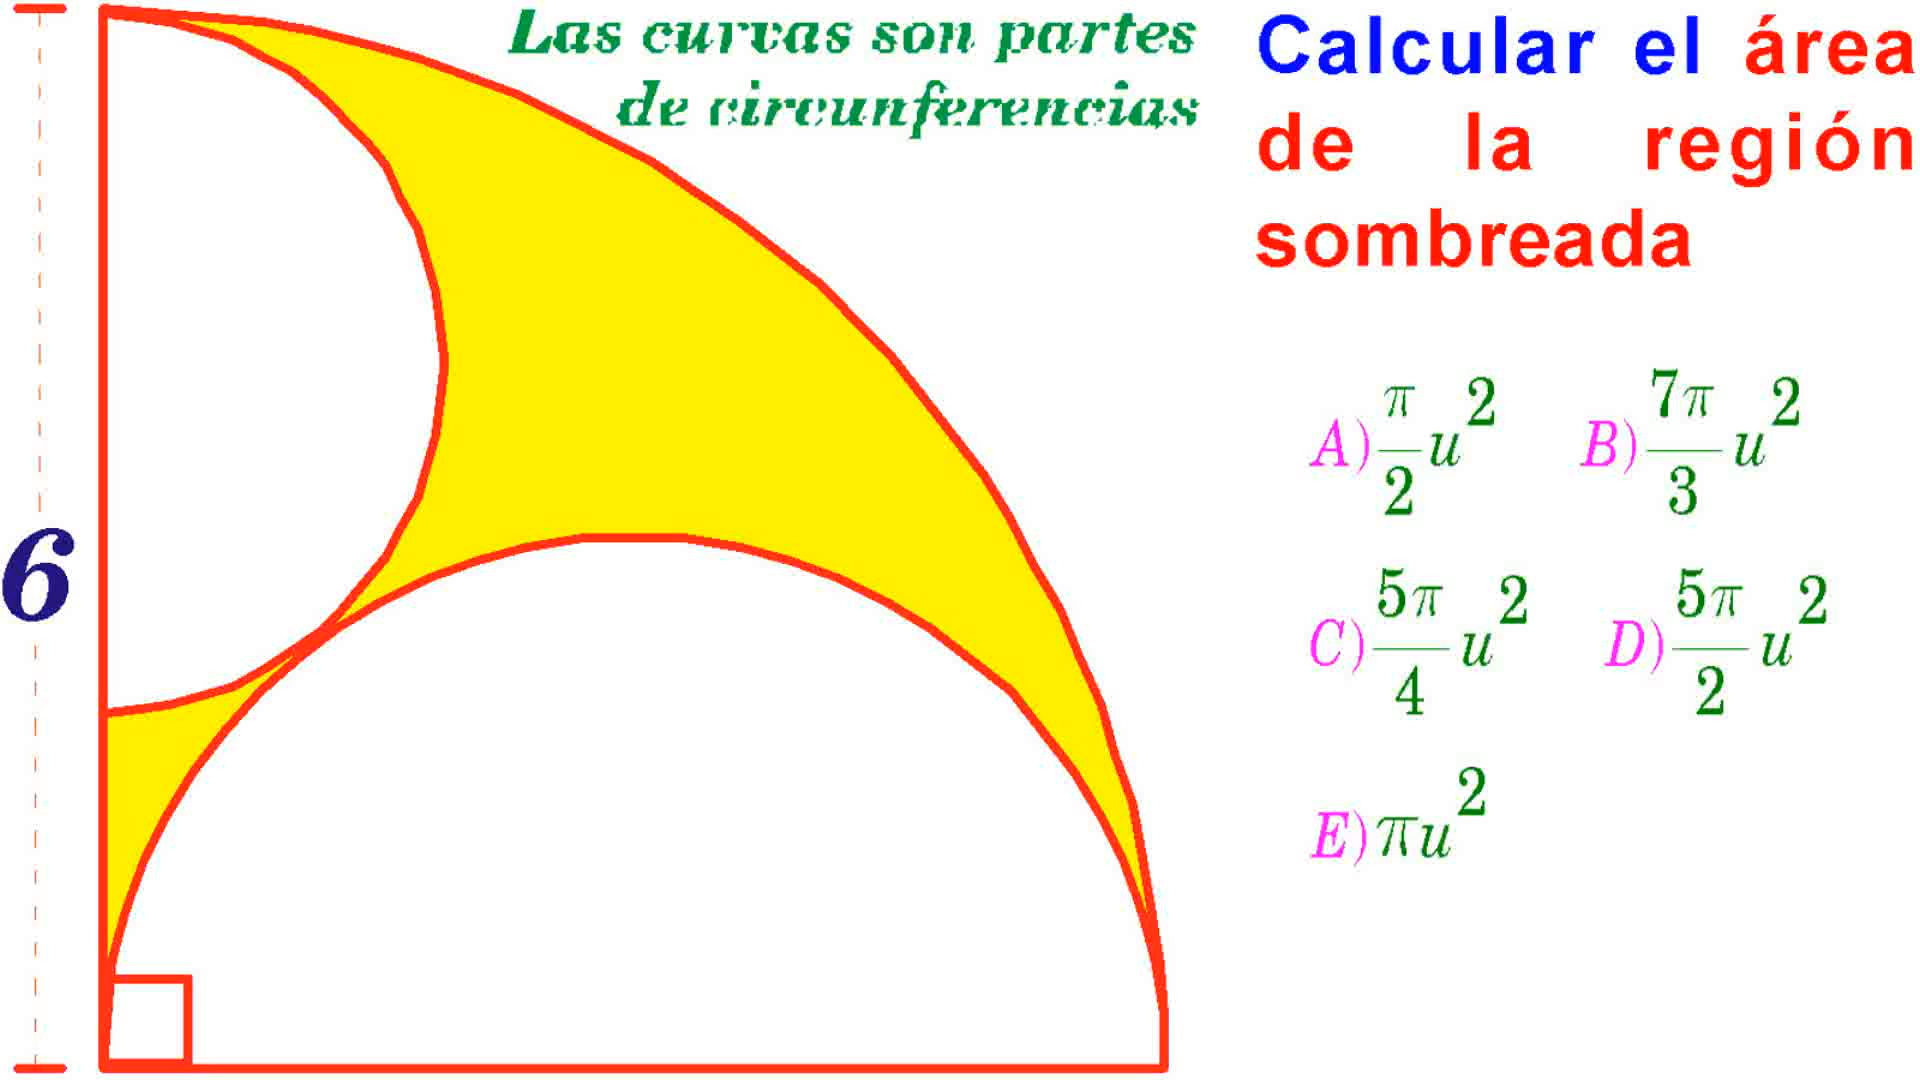 Las curvas son partes
de circunferencias
Calcular el área
de la región
sombreada
6
A) π/2 u² B) 7π/3 u²
C) 5π/4 u² D) 5π/2 u²
E) πu²